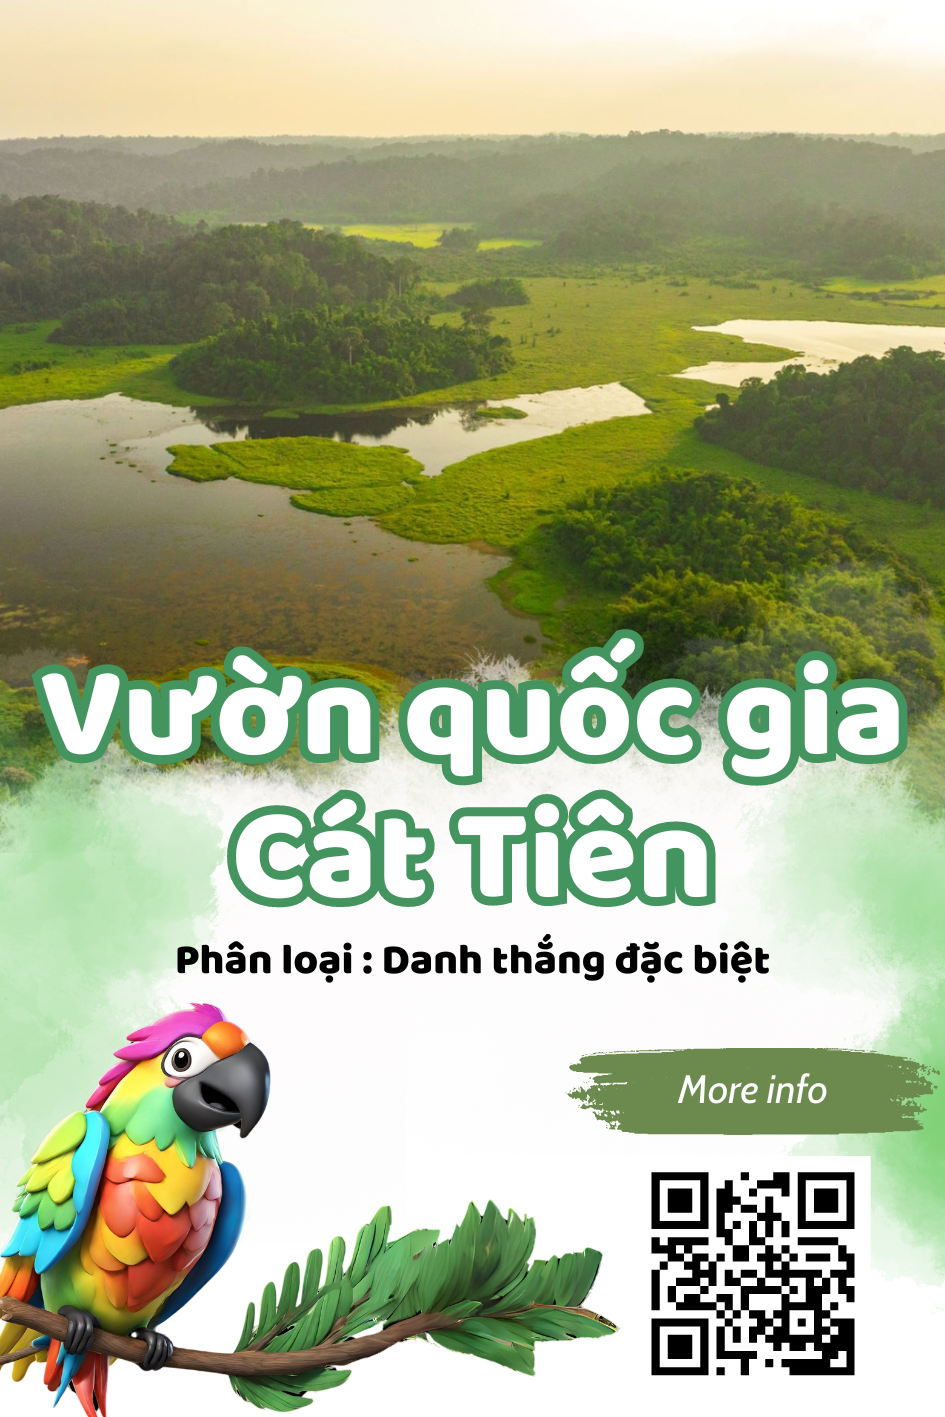 Vườn quốc gia
Cát Tiên
Phân loại : Danh thắng đặc biệt
More info